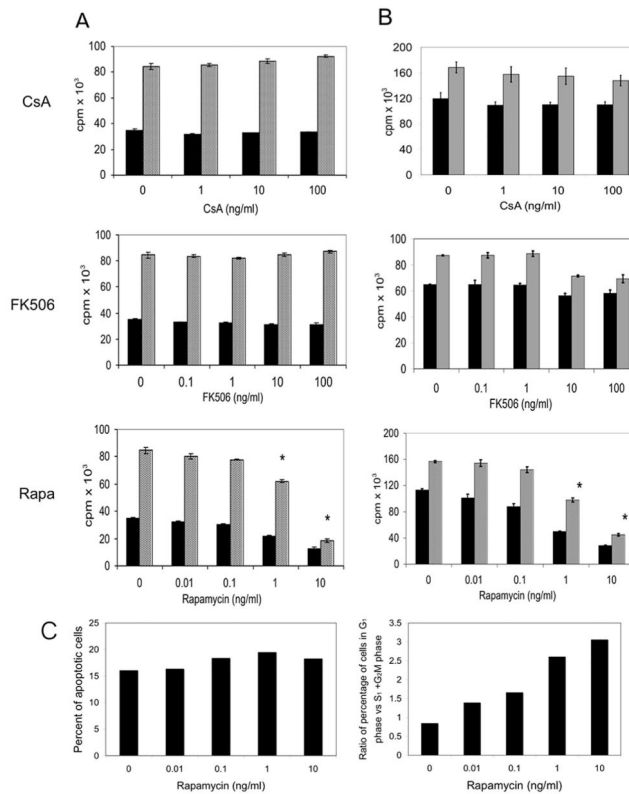 A
B
CsA
cpm x 10³
100
80
60
40
20
0
0 1 10 100
CsA (ng/ml)
cpm x 10³
200
160
120
80
40
0
0 1 10 100
CsA (ng/ml)
FK506
cpm x 10³
100
80
60
40
20
0
0 0.1 1 10 100
FK506 (ng/ml)
cpm x 10³
100
80
60
40
20
0
0 0.1 1 10 100
FK506 (ng/ml)
Rapa
cpm x 10³
100
80
60
40
20
0
* *
0 0.01 0.1 1 10
Rapamycin (ng/ml)
cpm x 10³
200
160
120
80
40
0
* *
0 0.01 0.1 1 10
Rapamycin (ng/ml)
C
Percent of apoptotic cells
25
20
15
10
5
0
0 0.01 0.1 1 10
Rapamycin (ng/ml)
Ratio of percentage of cells in G₁
phase vs S₁ +G₂M phase
3.5
3
2.5
2
1.5
1
0.5
0
0 0.01 0.1 1 10
Rapamycin (ng/ml)